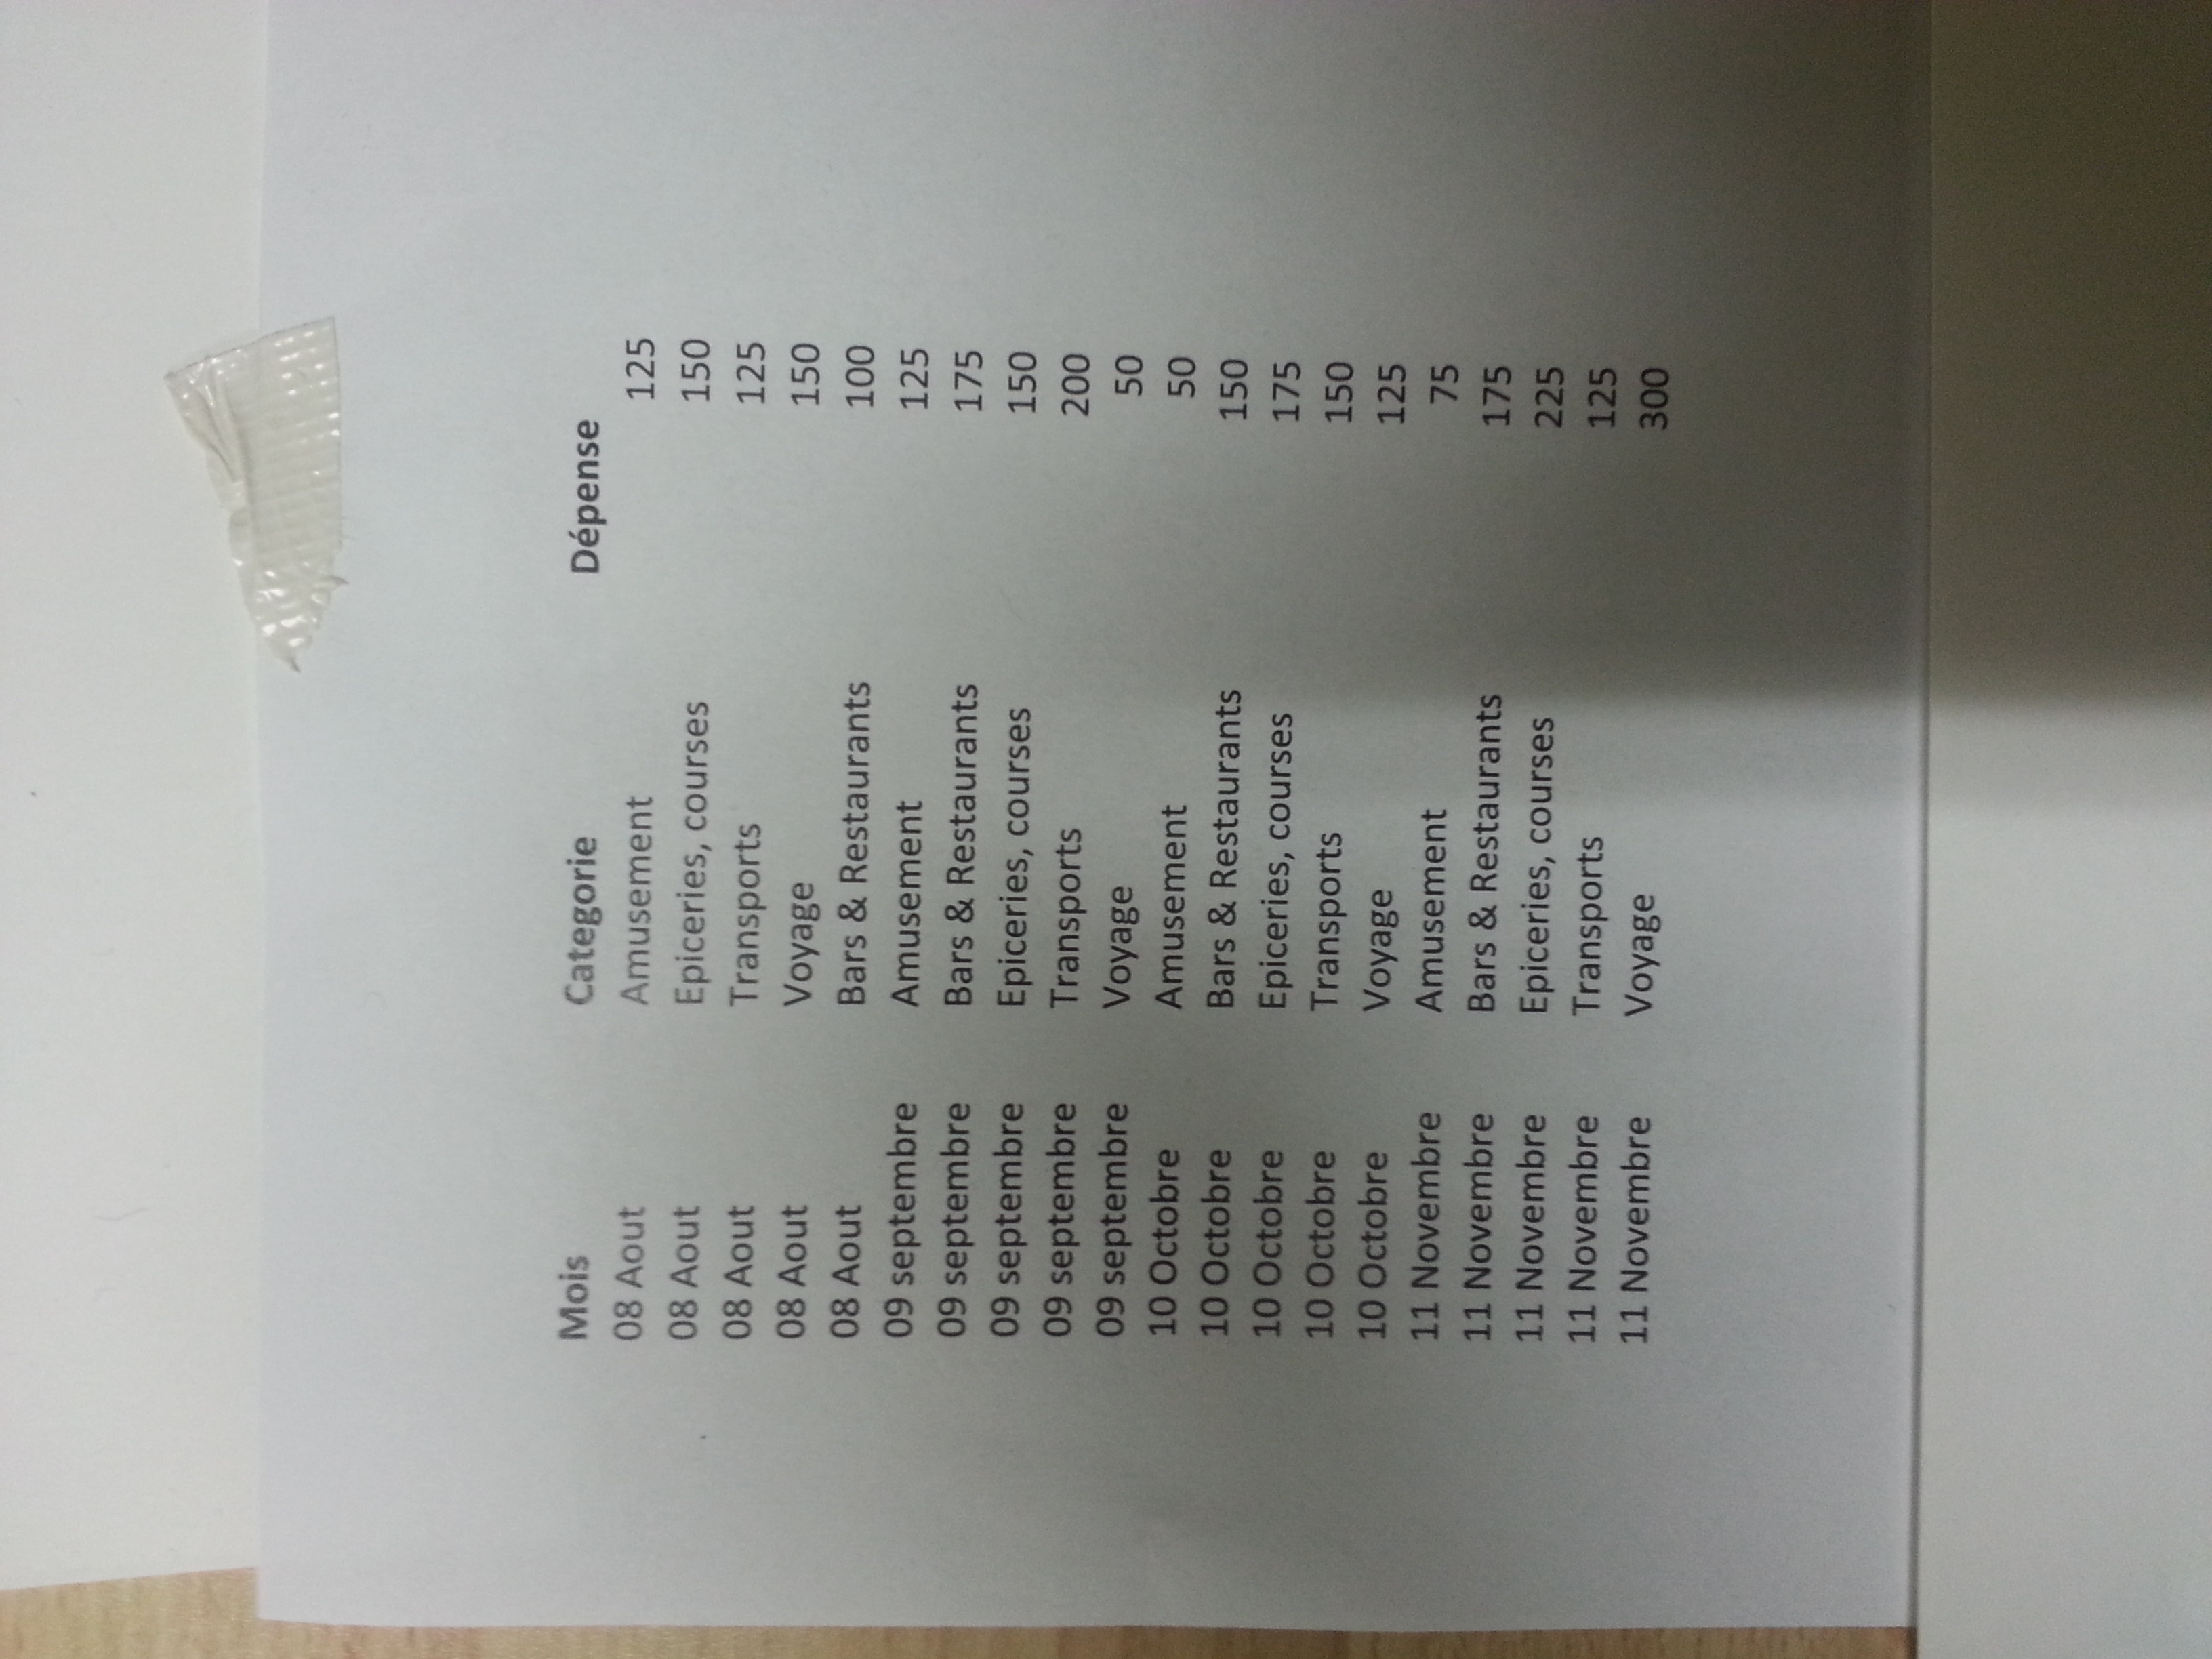 Mois Categorie Dépense
08 Aout Amusement 125
08 Aout Epiceries, courses 150
08 Aout Transports 125
08 Aout Voyage 150
08 Aout Bars & Restaurants 100
09 septembre Amusement 125
09 septembre Bars & Restaurants 175
09 septembre Epiceries, courses 150
09 septembre Transports 200
09 septembre Voyage 50
10 Octobre Amusement 50
10 Octobre Bars & Restaurants 150
10 Octobre Epiceries, courses 175
10 Octobre Transports 150
10 Octobre Voyage 125
11 Novembre Amusement 75
11 Novembre Bars & Restaurants 175
11 Novembre Epiceries, courses 225
11 Novembre Transports 125
11 Novembre Voyage 300